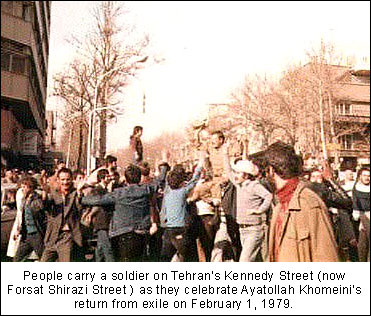 People carry a soldier on Tehran's Kennedy Street (now
Forsat Shirazi Street ) as they celebrate Ayatollah Khomeini's
return from exile on February 1, 1979.